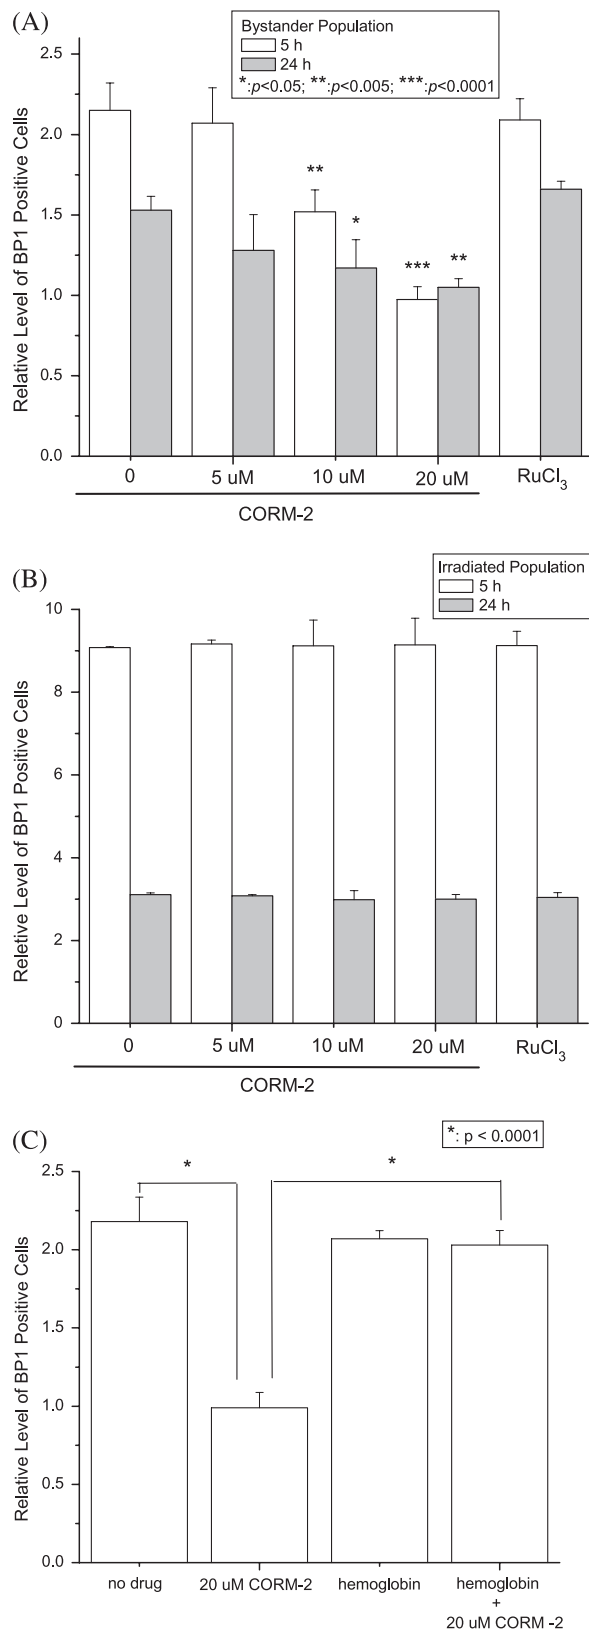 (A)
Bystander Population
5 h
24 h
*:p<0.05; **:p<0.005; ***:p<0.0001
Relative Level of BP1 Positive Cells
2.5
2.0
1.5
1.0
0.5
0.0
**
*
***
**
0
5 uM
10 uM
20 uM
RuCl3
CORM-2
(B)
Irradiated Population
5 h
24 h
Reletive Level of BP1 Positive Cells
10
8
6
4
2
0
0
5 uM
10 uM
20 uM
RuCl3
CORM-2
(C)
*: p < 0.0001
Relative Level of BP1 Positive Cells
2.5
2.0
1.5
1.0
0.5
0.0
*
*
no drug
20 uM CORM-2
hemoglobin
hemoglobin
+
20 uM CORM -2